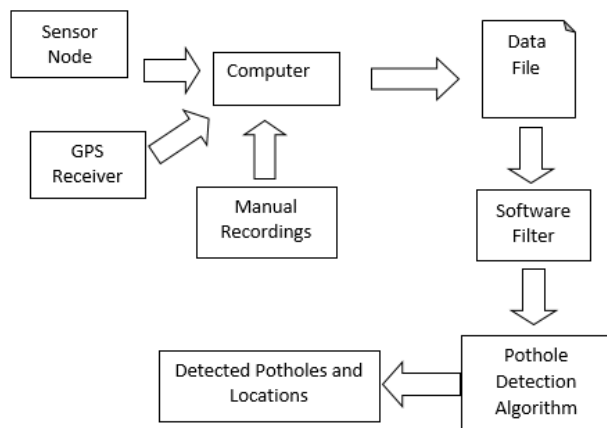 Sensor
Node
Computer
Data
File
GPS
Receiver
Manual
Recordings
Software
Filter
Detected Potholes and
Locations
Pothole
Detection
Algorithm